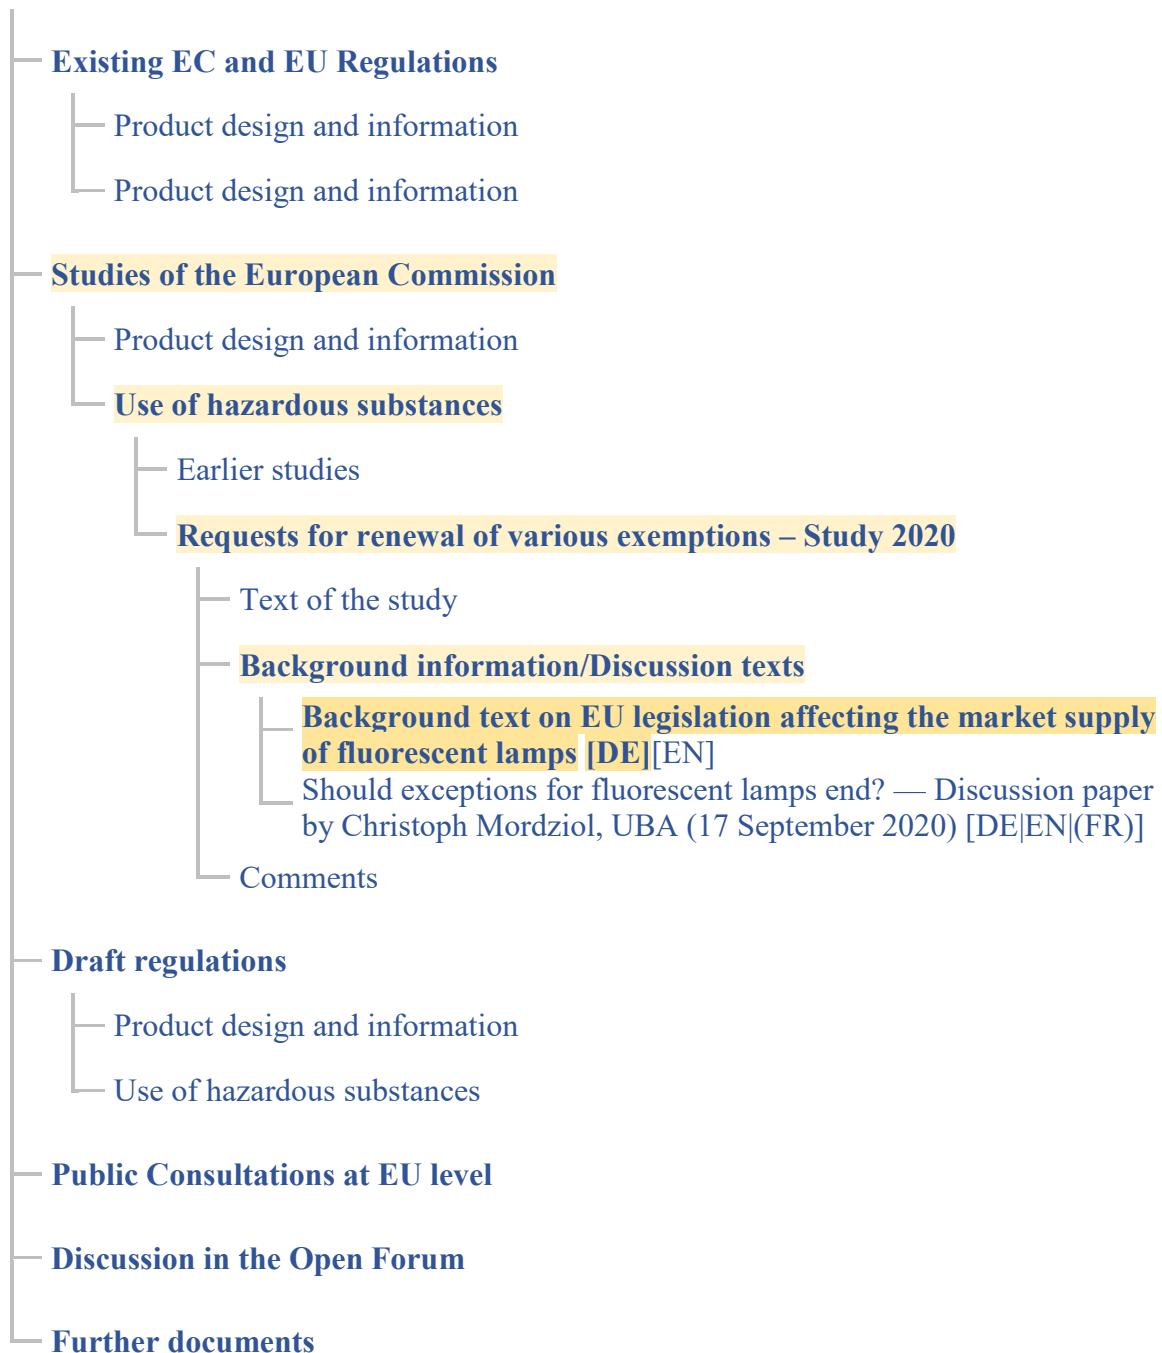 Existing EC and EU Regulations
Product design and information
Product design and information
Studies of the European Commission
Product design and information
Use of hazardous substances
Earlier studies
Requests for renewal of various exemptions – Study 2020
Text of the study
Background information/Discussion texts
Background text on EU legislation affecting the market supply
of fluorescent lamps [DE][EN]
Should exceptions for fluorescent lamps end? — Discussion paper
by Christoph Mordziol, UBA (17 September 2020) [DE|EN|(FR)]
Comments
Draft regulations
Product design and information
Use of hazardous substances
Public Consultations at EU level
Discussion in the Open Forum
Further documents